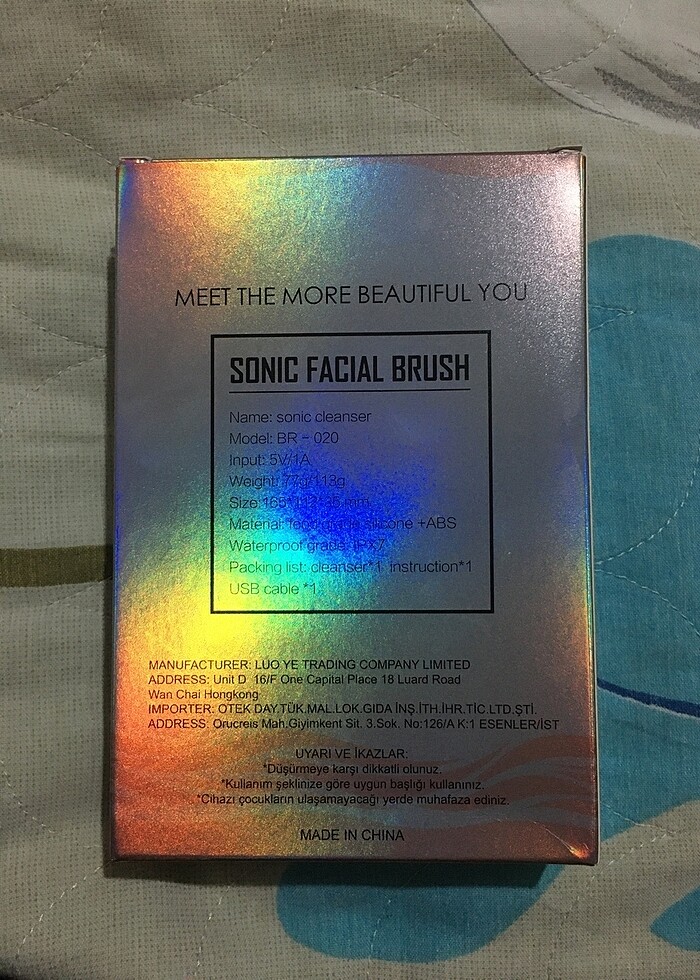 MEET THE MORE BEAUTIFUL YOU
SONIC FACIAL BRUSH
Name: sonic cleanser
Model: BR - 020
Input: 5V/1A
Weight: 77g/118g
Size:
Material: food grade silicone +ABS
Waterproof grade: IPX7
Packing list: cleanser*1 instruction*1
USB cable *1
MANUFACTURER: LUO YE TRADING COMPANY LIMITED
ADDRESS: Unit D 16/F One Capital Place 18 Luard Road
Wan Chai Hongkong
IMPORTER: OTEK DAY.TÜK.MAL.LOK.GIDA İNŞ.İTH.İHR.TİC.LTD.ŞTİ.
ADDRESS: Orucreis Mah.Giyimkent Sit. 3.Sok. No:126/A K:1 ESENLER/İST
UYARI VE İKAZLAR:
*Düşürmeye karşı dikkatli olunuz.
*Kullanım şeklinize göre uygun başlığı kullanınız.
*Cihazı çocukların ulaşamayacağı yerde muhafaza ediniz.
MADE IN CHINA